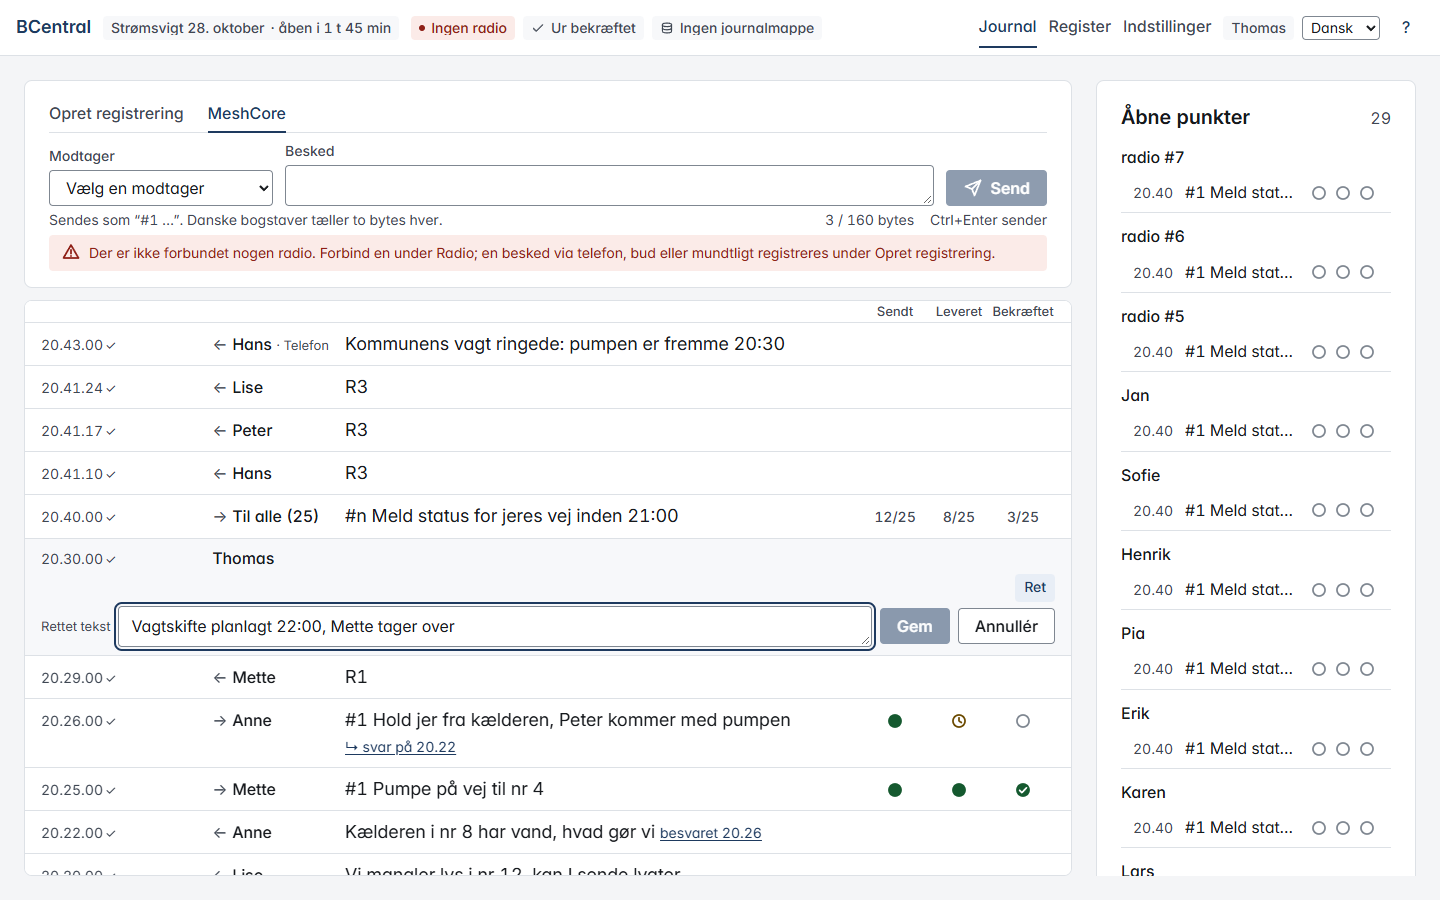 BCentral
Strømsvigt 28. oktober · åben i 1 t 45 min
Ingen radio
Ur bekræftet
Ingen journalmappe
Journal
Register
Indstillinger
Thomas
Dansk
?
Opret registrering
MeshCore
Modtager
Besked
Vælg en modtager
Send
Sendes som “#1 …”. Danske bogstaver tæller to bytes hver.
3 / 160 bytes
Ctrl+Enter sender
Der er ikke forbundet nogen radio. Forbind en under Radio; en besked via telefon, bud eller mundtligt registreres under Opret registrering.
Sendt Leveret Bekræftet
20.43.00 ← Hans · Telefon Kommunens vagt ringede: pumpen er fremme 20:30
20.41.24 ← Lise R3
20.41.17 ← Peter R3
20.41.10 ← Hans R3
20.40.00 → Til alle (25) #n Meld status for jeres vej inden 21:00 12/25 8/25 3/25
20.30.00 Thomas
Ret
Rettet tekst Vagtskifte planlagt 22:00, Mette tager over Gem Annullér
20.29.00 ← Mette R1
20.26.00 → Anne #1 Hold jer fra kælderen, Peter kommer med pumpen
↳ svar på 20.22
20.25.00 → Mette #1 Pumpe på vej til nr 4
20.22.00 ← Anne Kælderen i nr 8 har vand, hvad gør vi besvaret 20.26
20.20.00 ← Lise Vi mangler lys i nr 12, kan I sende lygter
Åbne punkter 29
radio #7
20.40 #1 Meld stat...
radio #6
20.40 #1 Meld stat...
radio #5
20.40 #1 Meld stat...
Jan
20.40 #1 Meld stat...
Sofie
20.40 #1 Meld stat...
Henrik
20.40 #1 Meld stat...
Pia
20.40 #1 Meld stat...
Erik
20.40 #1 Meld stat...
Karen
20.40 #1 Meld stat...
Lars